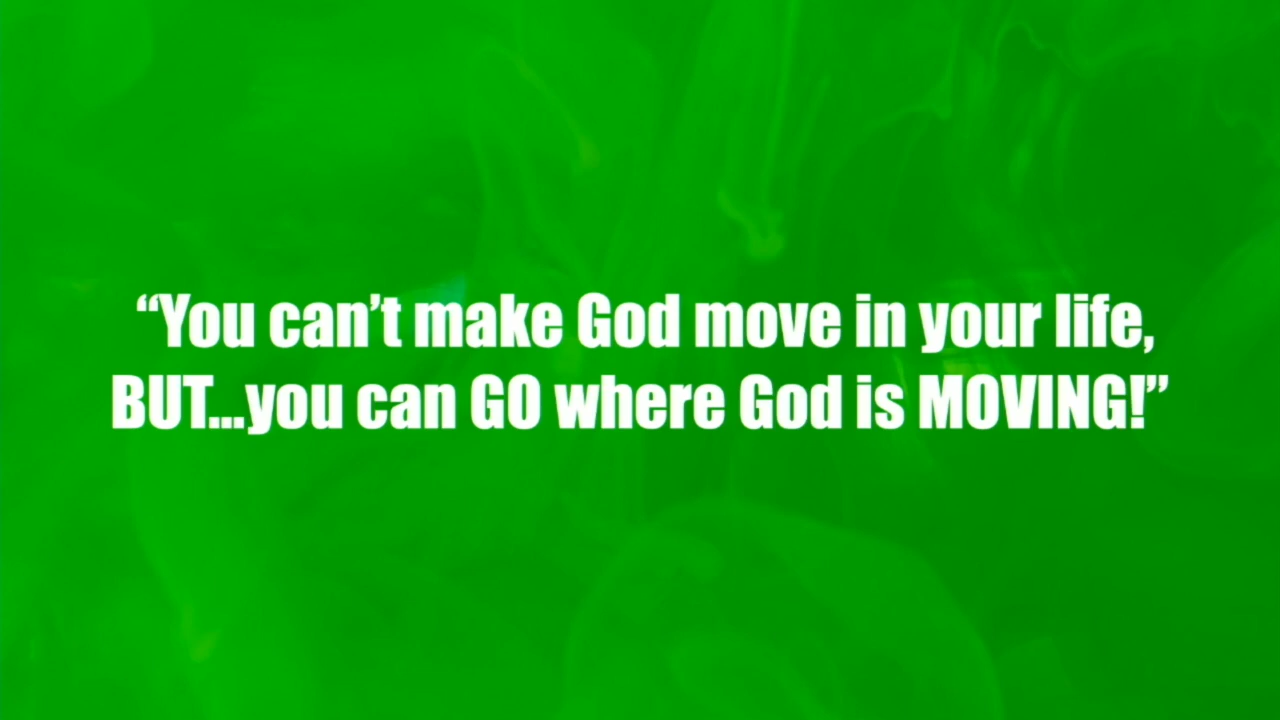 “You can’t make God move in your life,
BUT...you can GO where God is MOVING!”